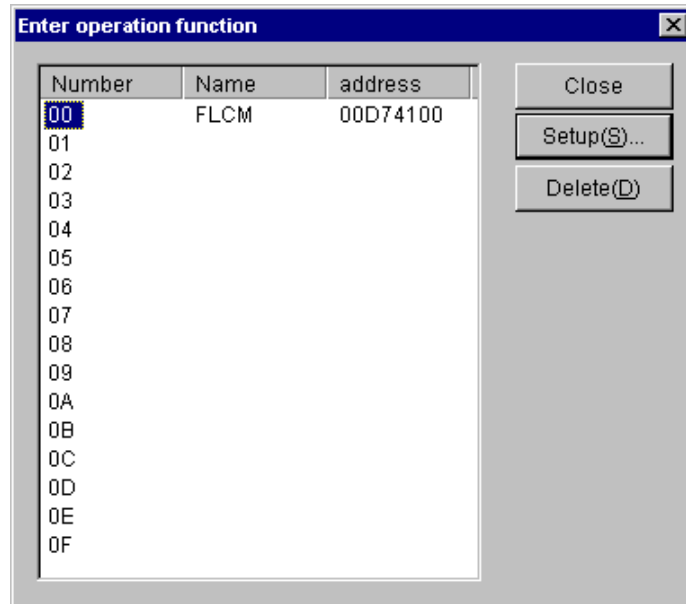 Enter operation function
Number Name address
00 FLCM 00D74100
01
02
03
04
05
06
07
08
09
0A
0B
0C
0D
0E
0F
Close
Setup(S)...
Delete(D)